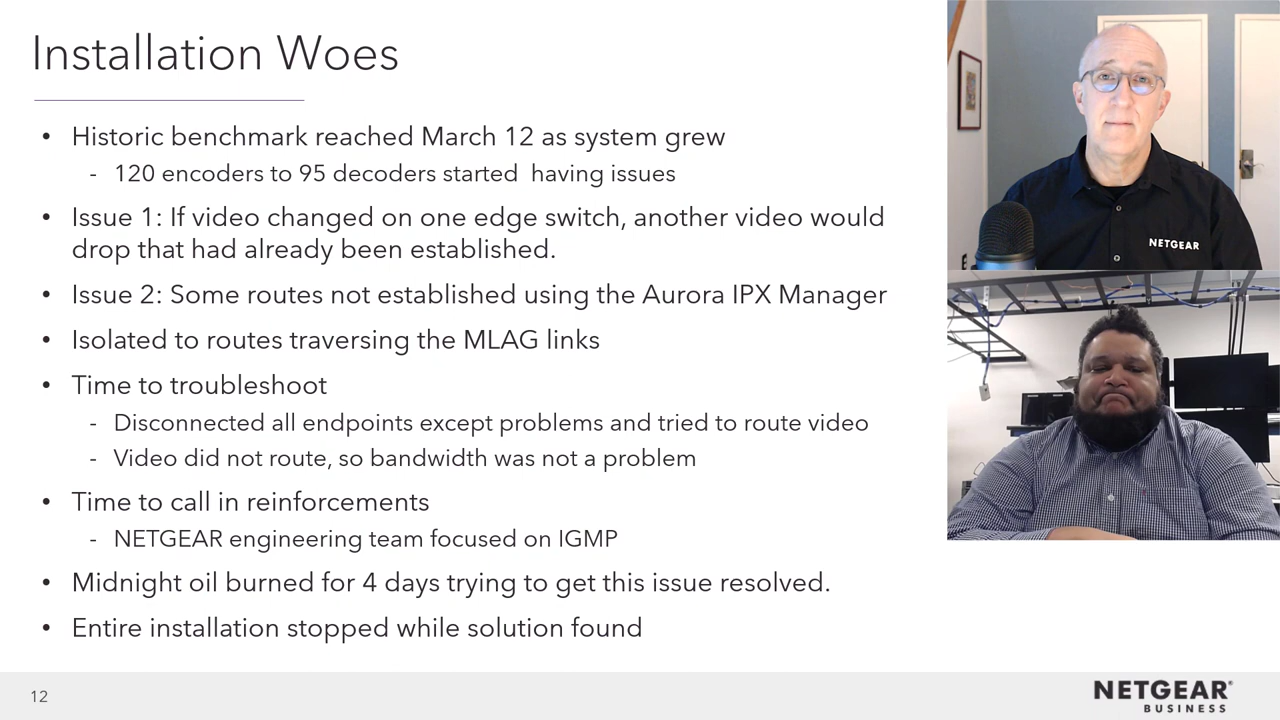 Installation Woes
• Historic benchmark reached March 12 as system grew
- 120 encoders to 95 decoders started having issues
• Issue 1: If video changed on one edge switch, another video would
drop that had already been established.
• Issue 2: Some routes not established using the Aurora IPX Manager
• Isolated to routes traversing the MLAG links
• Time to troubleshoot
- Disconnected all endpoints except problems and tried to route video
- Video did not route, so bandwidth was not a problem
• Time to call in reinforcements
- NETGEAR engineering team focused on IGMP
• Midnight oil burned for 4 days trying to get this issue resolved.
• Entire installation stopped while solution found
NETGEAR
12
NETGEAR®
BUSINESS